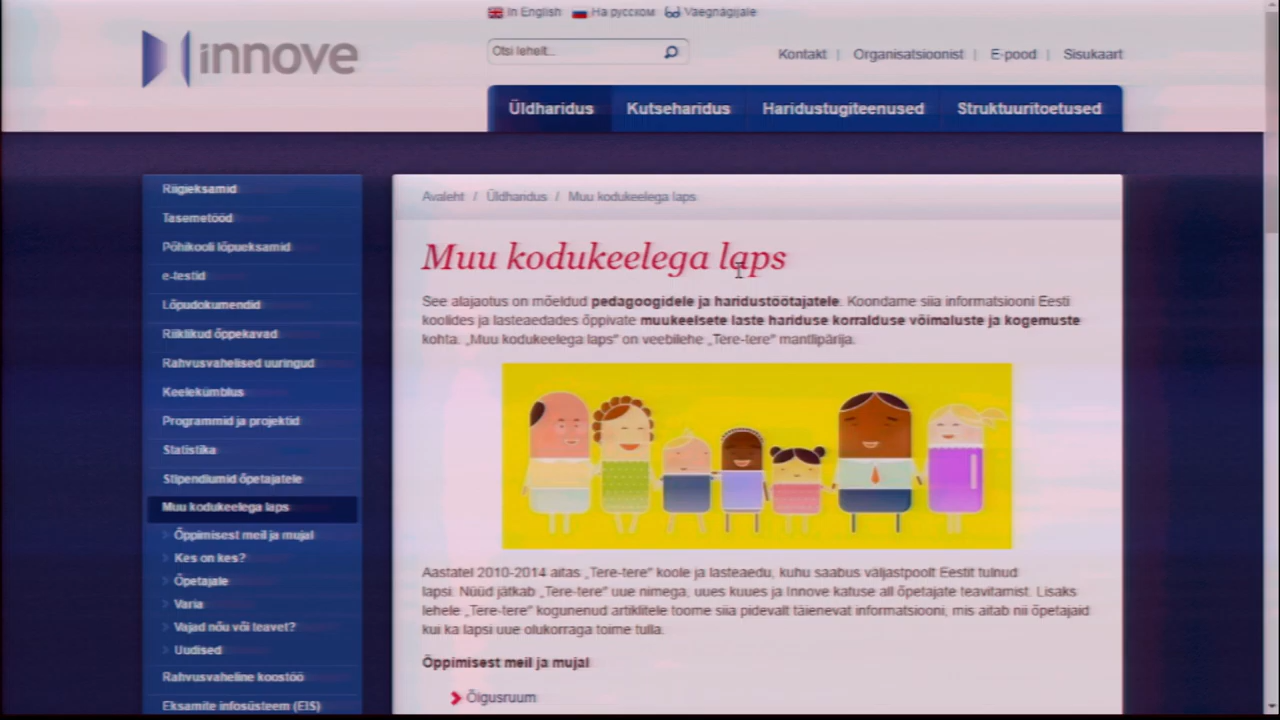 In English На русском Vaegnägijale
innove
Otsi lehelt...
Kontakt | Organisatsioonist | E-pood | Sisukaart
Üldharidus Kutseharidus Haridustugiteenused Struktuuritoetused
Riigieksamid
Tasemetööd
Põhikooli lõpueksamid
e-testid
Lõpudokumendid
Riiklikud õppekavad
Rahvusvahelised uuringud
Keelekümblus
Programmid ja projektid
Statistika
Stipendiumid õpetajatele
Muu kodukeelega laps
Õppimisest meil ja mujal
Kes on kes?
Õpetajale
Varia
Vajad nõu või teavet?
Uudised
Rahvusvaheline koostöö
Eksamite infosüsteem (EIS)
Avaleht / Üldharidus / Muu kodukeelega laps
Muu kodukeelega laps
See alajaotus on mõeldud pedagoogidele ja haridustöötajatele. Koondame siia informatsiooni Eesti
koolides ja lasteaedades õppivate muukeelsete laste hariduse korralduse võimaluste ja kogemuste
kohta. „Muu kodukeelega laps" on veebilehe „Tere-tere" mantlipärija.
Aastatel 2010-2014 aitas „Tere-tere" koole ja lasteaedu, kuhu saabus väljastpoolt Eestit tulnud
lapsi. Nüüd jätkab „Tere-tere" uue nimega, uues kuues ja Innove katuse all õpetajate teavitamist. Lisaks
lehele „Tere-tere" kogunenud artiklitele toome siia pidevalt täienevat informatsiooni, mis aitab nii õpetajaid
kui ka lapsi uue olukorraga toime tulla.
Õppimisest meil ja mujal
Õigusruum